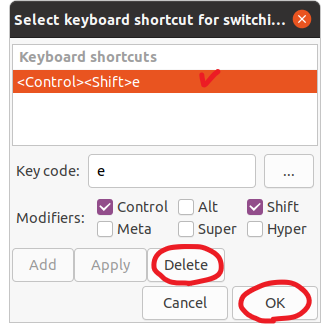 Select keyboard shortcut for switchi...
Keyboard shortcuts
<Control><Shift>e
Key code: e ...
Modifiers: Control Alt Shift
Meta Super Hyper
Add Apply Delete
Cancel OK